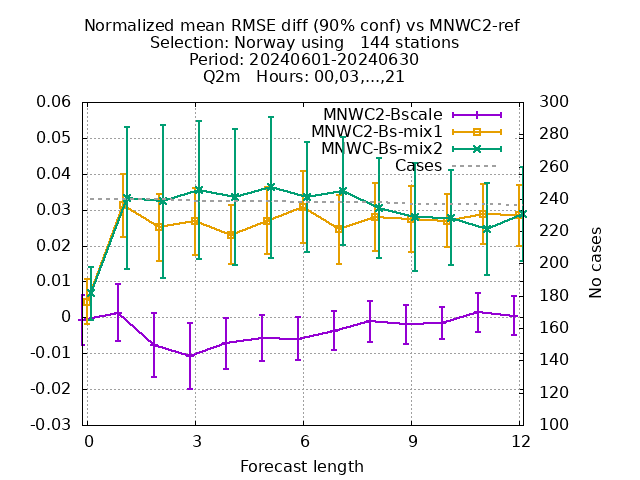 Normalized mean RMSE diff (90% conf) vs MNWC2-ref
Selection: Norway using   144 stations
Period: 20240601-20240630
Q2m   Hours: 00,03,...,21
MNWC2-Bscale
MNWC2-Bs-mix1
MNWC-Bs-mix2
Cases
0.06
0.05
0.04
0.03
0.02
0.01
0
-0.01
-0.02
-0.03
300
280
260
240
220
200
180
160
140
120
100
No cases
0 3 6 9 12
Forecast length